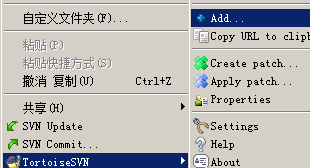 自定义文件夹(F)...
粘贴(P)
粘贴快捷方式(S)
撤消 复制(U) Ctrl+Z
共享(H)
SVN Update
SVN Commit...
TortoiseSVN
Add...
Copy URL to clip
Create patch...
Apply patch...
Properties
Settings
Help
About